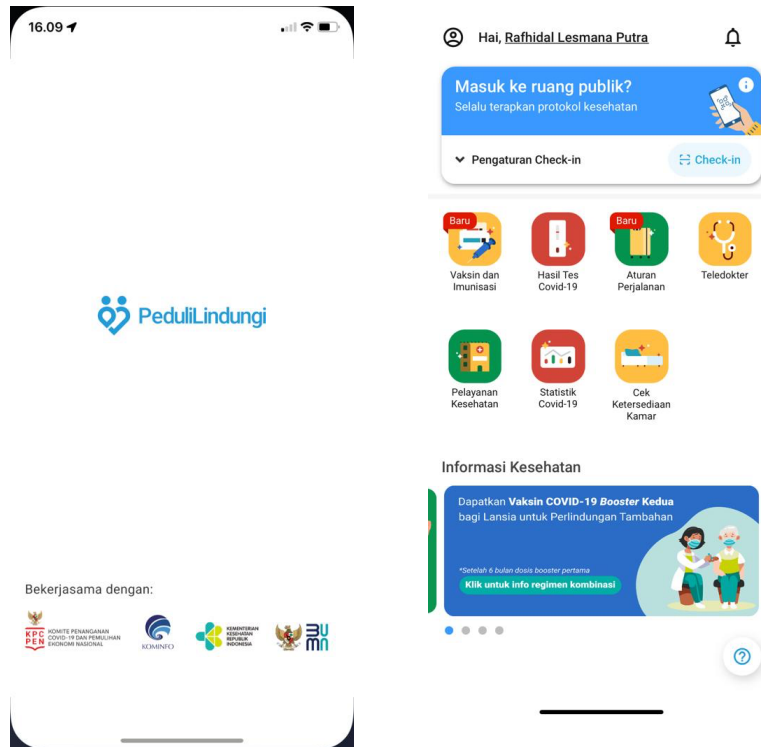 16.09
PeduliLindungi
Bekerjasama dengan:
KPC PEN
KOMITE PENANGANAN
COVID-19 DAN PEMULIHAN
EKONOMI NASIONAL
KOMINFO
KEMENTERIAN
KESEHATAN
REPUBLIK
INDONESIA
BUMN
Hai, Rafhidal Lesmana Putra
Masuk ke ruang publik?
Selalu terapkan protokol kesehatan
Pengaturan Check-in
Check-in
Baru
Vaksin dan
Imunisasi
Hasil Tes
Covid-19
Baru
Aturan
Perjalanan
Teledokter
Pelayanan
Kesehatan
Statistik
Covid-19
Cek
Ketersediaan
Kamar
Informasi Kesehatan
Dapatkan Vaksin COVID-19 Booster Kedua
bagi Lansia untuk Perlindungan Tambahan
*Setelah 6 bulan dosis booster pertama
Klik untuk info regimen kombinasi